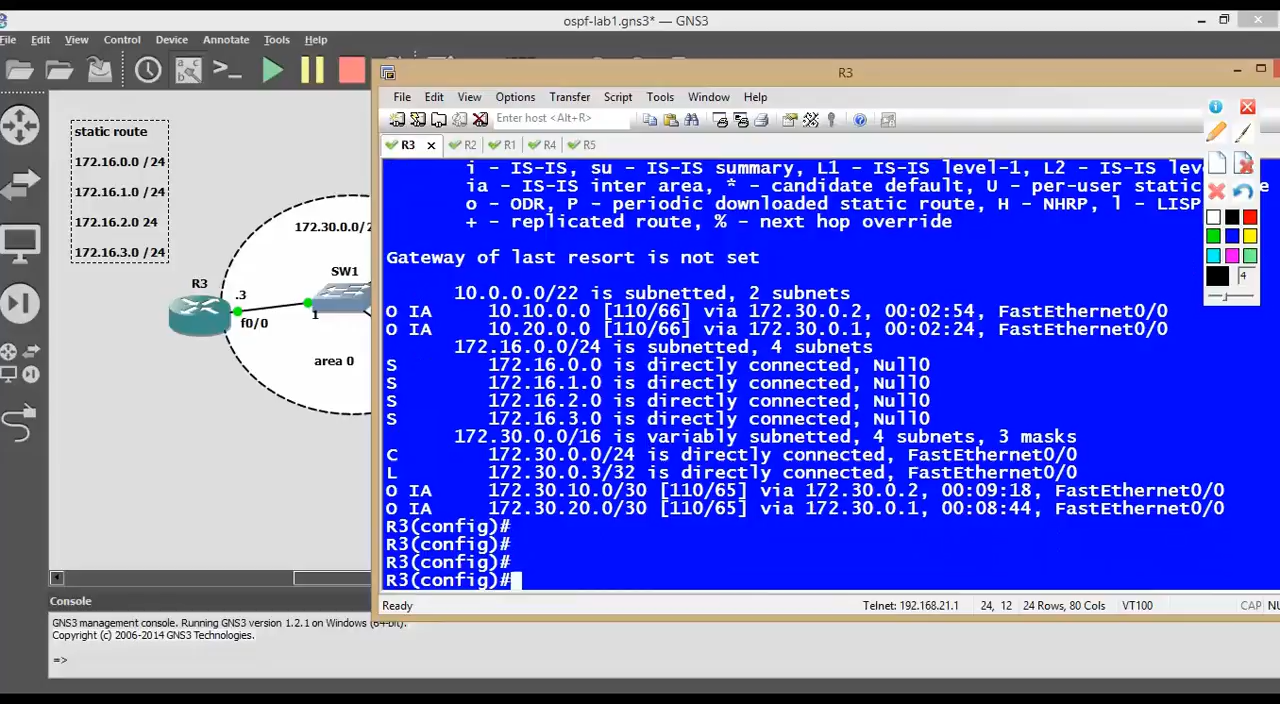 ospf-lab1.gns3* — GNS3
File Edit View Control Device Annotate Tools Help
static route
172.16.0.0 /24
172.16.1.0 /24
172.16.2.0 24
172.16.3.0 /24
172.30.0.0/2
R3
SW1
.3
f0/0
1
area 0
R3
File Edit View Options Transfer Script Tools Window Help
Enter host <Alt+R>
R3 R2 R1 R4 R5
i - IS-IS, su - IS-IS summary, L1 - IS-IS level-1, L2 - IS-IS leve
ia - IS-IS inter area, * - candidate default, U - per-user static
o - ODR, P - periodic downloaded static route, H - NHRP, l - LISP
+ - replicated route, % - next hop override
Gateway of last resort is not set
10.0.0.0/22 is subnetted, 2 subnets
O IA 10.10.0.0 [110/66] via 172.30.0.2, 00:02:54, FastEthernet0/0
O IA 10.20.0.0 [110/66] via 172.30.0.1, 00:02:24, FastEthernet0/0
172.16.0.0/24 is subnetted, 4 subnets
S 172.16.0.0 is directly connected, Null0
S 172.16.1.0 is directly connected, Null0
S 172.16.2.0 is directly connected, Null0
S 172.16.3.0 is directly connected, Null0
172.30.0.0/16 is variably subnetted, 4 subnets, 3 masks
C 172.30.0.0/24 is directly connected, FastEthernet0/0
L 172.30.0.3/32 is directly connected, FastEthernet0/0
O IA 172.30.10.0/30 [110/65] via 172.30.0.2, 00:09:18, FastEthernet0/0
O IA 172.30.20.0/30 [110/65] via 172.30.0.1, 00:08:44, FastEthernet0/0
R3(config)#
R3(config)#
R3(config)#
R3(config)#
4
Ready Telnet: 192.168.21.1 24, 12 24 Rows, 80 Cols VT100 CAP NU
Console
GNS3 management console. Running GNS3 version 1.2.1 on Windows (64-bit).
Copyright (c) 2006-2014 GNS3 Technologies.
=>